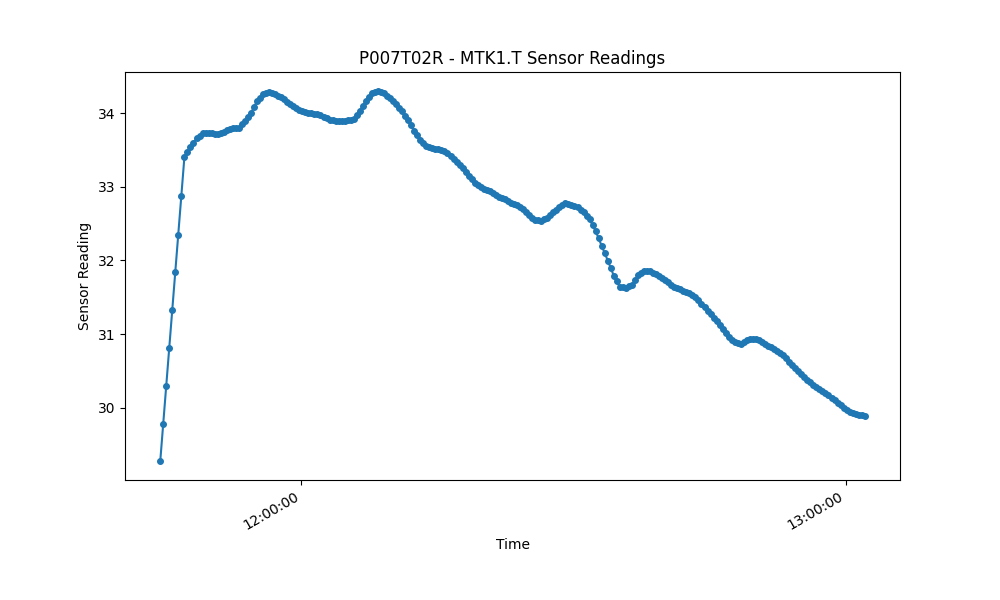 P007T02R - MTK1.T Sensor Readings
34
33
32
31
30
Sensor Reading
12:00:00
13:00:00
Time